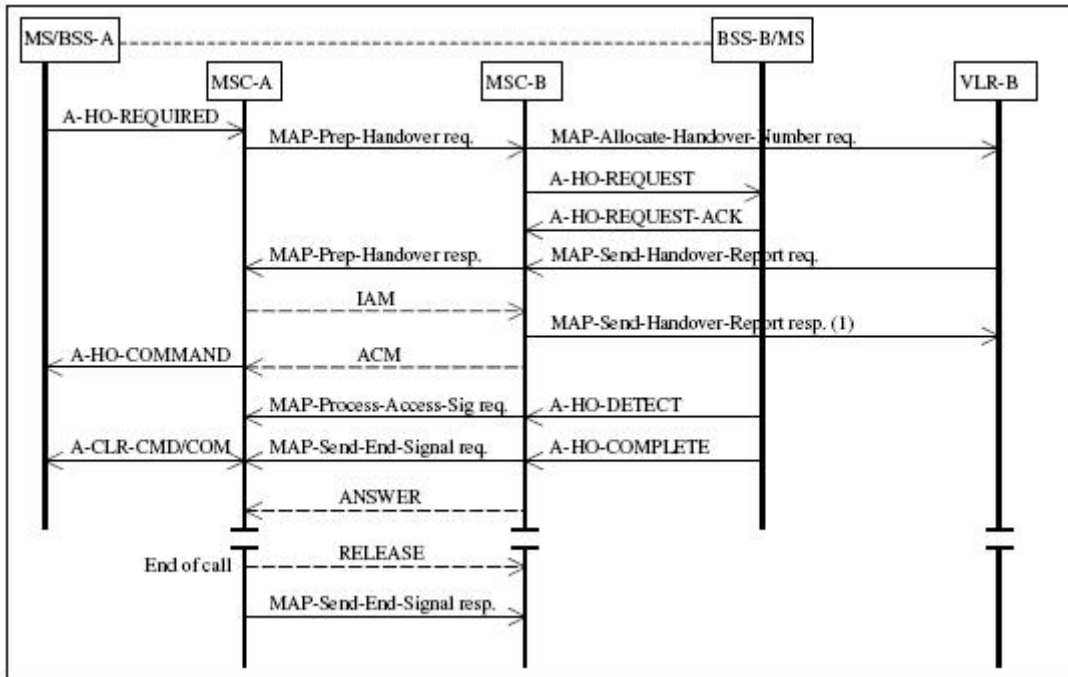 MS/BSS-A
BSS-B/MS
MSC-A
MSC-B
VLR-B
A-HO-REQUIRED
MAP-Prep-Handover req.
MAP-Allocate-Handover-Number req.
A-HO-REQUEST
A-HO-REQUEST-ACK
MAP-Prep-Handover resp.
MAP-Send-Handover-Report req.
IAM
MAP-Send-Handover-Report resp. (1)
A-HO-COMMAND
ACM
MAP-Process-Access-Sig req.
A-HO-DETECT
A-CLR-CMD/COM
MAP-Send-End-Signal req.
A-HO-COMPLETE
ANSWER
RELEASE
End of call
MAP-Send-End-Signal resp.